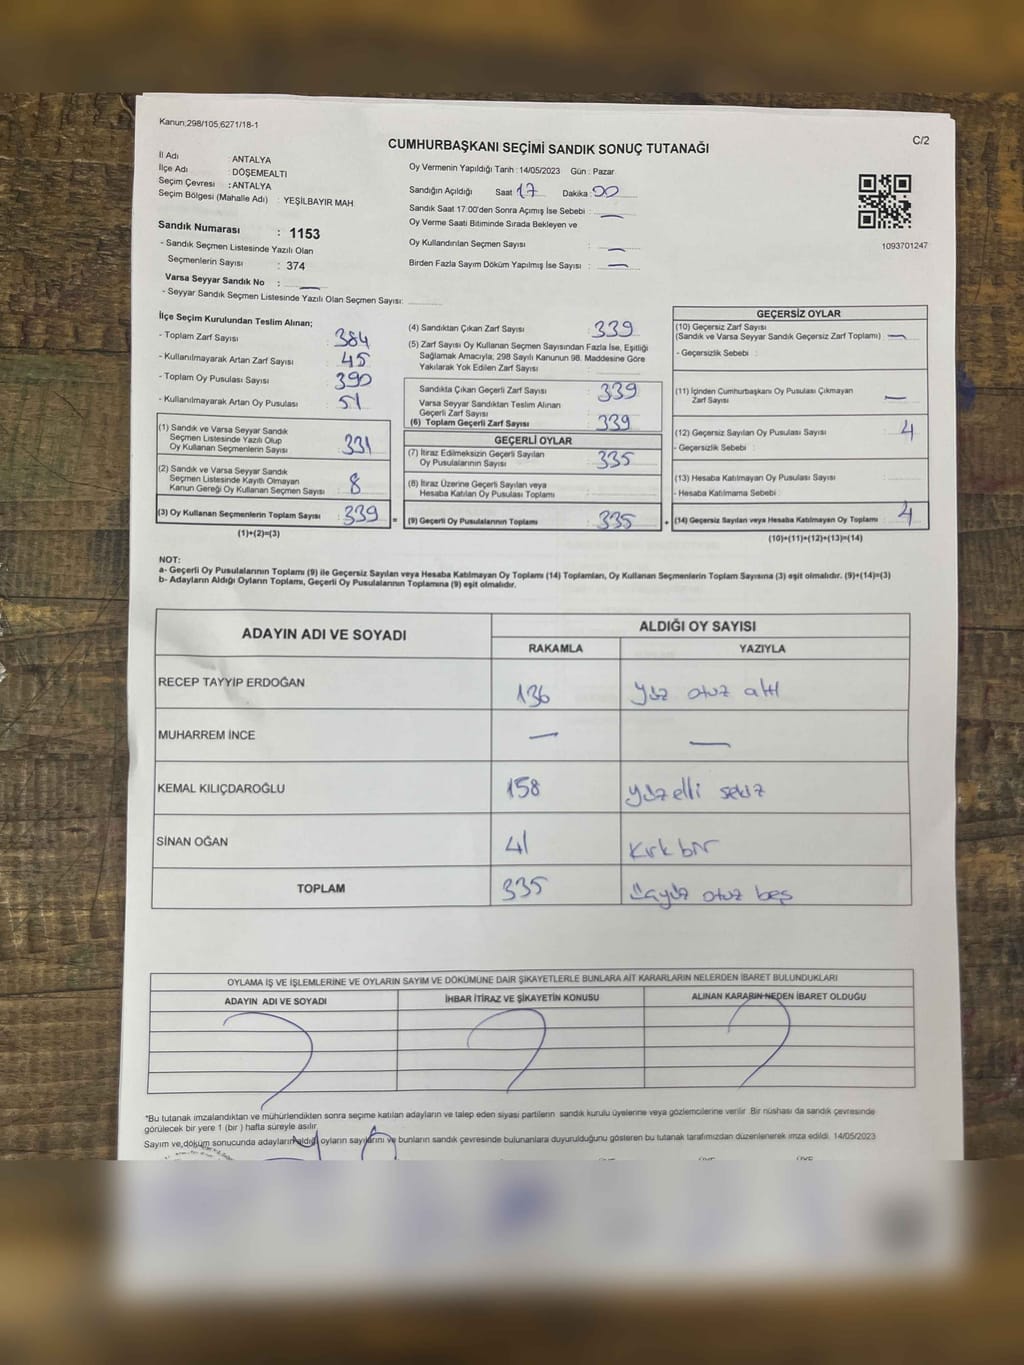 Kanun;298/105,6271/18-1
C/2
CUMHURBAŞKANI SEÇİMİ SANDIK SONUÇ TUTANAĞI
İl Adı ANTALYA
İlçe Adı : DÖŞEMEALTI
Seçim Çevresi : ANTALYA
Seçim Bölgesi (Mahalle Adı) : YEŞİLBAYIR MAH
Sandık Numarası : 1153
- Sandık Seçmen Listesinde Yazılı Olan
Seçmenlerin Sayısı : 374
Varsa Seyyar Sandık No : —
- Seyyar Sandık Seçmen Listesinde Yazılı Olan Seçmen Sayısı:
Oy Vermenin Yapıldığı Tarih : 14/05/2023 Gün : Pazar
Sandığın Açıldığı Saat 17 Dakika 00
Sandık Saat 17:00'den Sonra Açımış İse Sebebi : —
Oy Verme Saati Bitiminde Sırada Bekleyen ve
Oy Kullandırılan Seçmen Sayısı : —
Birden Fazla Sayım Döküm Yapılmış İse Sayısı : —
1093701247
İlçe Seçim Kurulundan Teslim Alınan;
- Toplam Zarf Sayısı : 384
- Kullanılmayarak Artan Zarf Sayısı : 45
- Toplam Oy Pusulası Sayısı : 390
- Kullanılmayarak Artan Oy Pusulası : 51
(1) Sandık ve Varsa Seyyar Sandık
Seçmen Listesinde Yazılı Olup
Oy Kullanan Seçmenlerin Sayısı : 331
(2) Sandık ve Varsa Seyyar Sandık
Seçmen Listesinde Kayıtlı Olmayan
Kanun Gereği Oy Kullanan Seçmen Sayısı : 8
(3) Oy Kullanan Seçmenlerin Toplam Sayısı : 339 =
(1)+(2)=(3)
(4) Sandıktan Çıkan Zarf Sayısı : 339
(5) Zarf Sayısı Oy Kullanan Seçmen Sayısından Fazla İse, Eşitliği
Sağlamak Amacıyla; 298 Sayılı Kanunun 98. Maddesine Göre
Yakılarak Yok Edilen Zarf Sayısı :
Sandıkta Çıkan Geçerli Zarf Sayısı : 339
Varsa Seyyar Sandıktan Teslim Alınan
Geçerli Zarf Sayısı :
(6) Toplam Geçerli Zarf Sayısı : 339
GEÇERLİ OYLAR
(7) İtiraz Edilmeksizin Geçerli Sayılan
Oy Pusulalarının Sayısı : 335
(8) İtiraz Üzerine Geçerli Sayılan veya
Hesaba Katılan Oy Pusulası Toplamı :
(9) Geçerli Oy Pusulalarının Toplamı : 335 +
GEÇERSİZ OYLAR
(10) Geçersiz Zarf Sayısı
(Sandık ve Varsa Seyyar Sandık Geçersiz Zarf Toplamı) : —
- Geçersizlik Sebebi :
(11) İçinden Cumhurbaşkanı Oy Pusulası Çıkmayan
Zarf Sayısı : —
(12) Geçersiz Sayılan Oy Pusulası Sayısı : 4
- Geçersizlik Sebebi :
(13) Hesaba Katılmayan Oy Pusulası Sayısı :
- Hesaba Katılmama Sebebi :
(14) Geçersiz Sayılan veya Hesaba Katılmayan Oy Toplamı : 4
(10)+(11)+(12)+(13)=(14)
NOT:
a- Geçerli Oy Pusulalarının Toplamı (9) ile Geçersiz Sayılan veya Hesaba Katılmayan Oy Toplamı (14) Toplamları, Oy Kullanan Seçmenlerin Toplam Sayısına (3) eşit olmalıdır. (9)+(14)=(3)
b- Adayların Aldığı Oyların Toplamı, Geçerli Oy Pusulalarının Toplamına (9) eşit olmalıdır.
ADAYIN ADI VE SOYADI
ALDIĞI OY SAYISI
RAKAMLA YAZIYLA
RECEP TAYYİP ERDOĞAN 136 Yüz otuz altı
MUHARREM İNCE — —
KEMAL KILIÇDAROĞLU 158 Yüz elli sekiz
SİNAN OĞAN 41 Kırk bir
TOPLAM 335 üçyüz otuz beş
OYLAMA İŞ VE İŞLEMLERİNE VE OYLARIN SAYIM VE DÖKÜMÜNE DAİR ŞİKAYETLERLE BUNLARA AİT KARARLARIN NELERDEN İBARET BULUNDUKLARI
ADAYIN ADI VE SOYADI İHBAR İTİRAZ VE ŞİKAYETİN KONUSU ALINAN KARARIN NEDEN İBARET OLDUĞU
*Bu tutanak imzalandıktan ve mühürlendikten sonra seçime katılan adayların ve talep eden siyasi partilerin sandık kurulu üyelerine veya gözlemcilerine verilir. Bir nüshası da sandık çevresinde
görülecek bir yere 1 (bir ) hafta süreyle asılır.
Sayım ve döküm sonucunda adayların aldığı oyların sayılarını ve bunların sandık çevresinde bulunanlara duyurulduğunu gösteren bu tutanak tarafımızdan düzenlenerek imza edildi. 14/05/2023